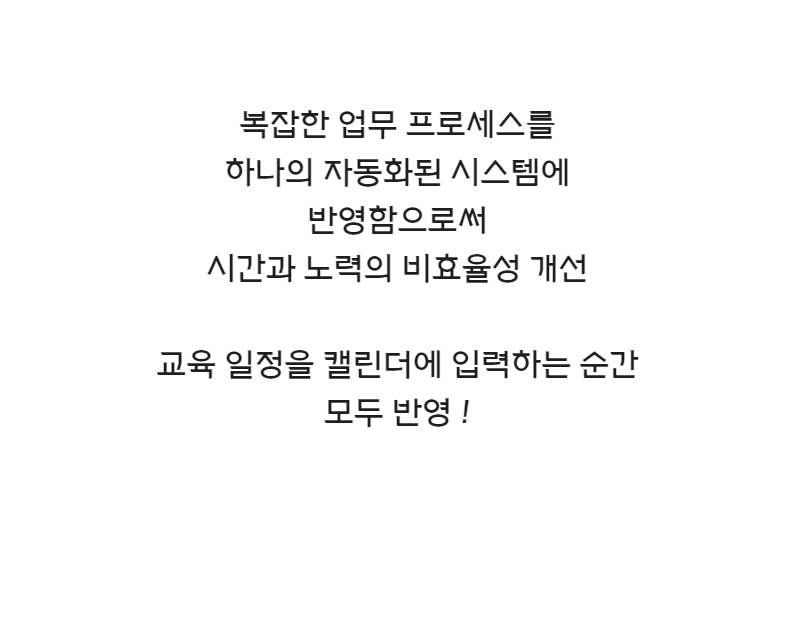 복잡한 업무 프로세스를
하나의 자동화된 시스템에
반영함으로써
시간과 노력의 비효율성 개선
교육 일정을 캘린더에 입력하는 순간
모두 반영 !